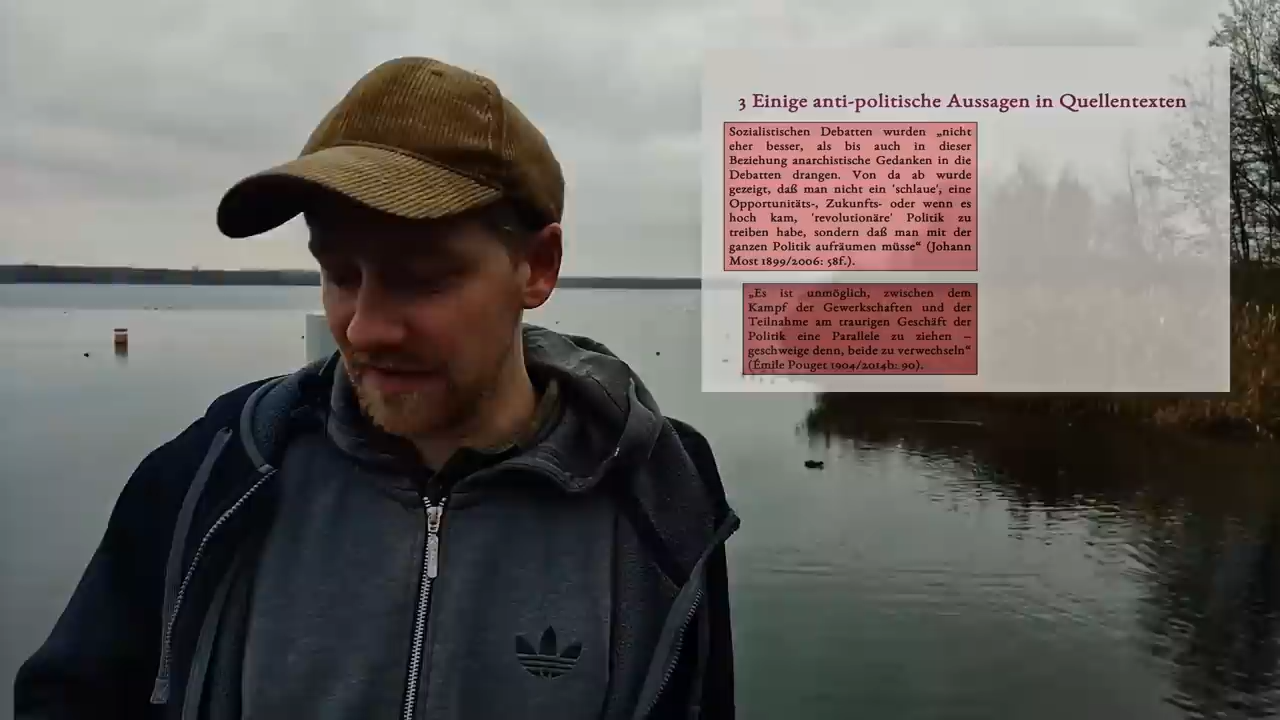 3 Einige anti-politische Aussagen in Quellentexten
Sozialistischen Debatten wurden „nicht
eher besser, als bis auch in dieser
Beziehung anarchistische Gedanken in die
Debatten drangen. Von da ab wurde
gezeigt, daß man nicht ein 'schlaue', eine
Opportunitäts-, Zukunfts- oder wenn es
hoch kam, 'revolutionäre' Politik zu
treiben habe, sondern daß man mit der
ganzen Politik aufräumen müsse“ (Johann
Most 1899/2006: 58f.).
„Es ist unmöglich, zwischen dem
Kampf der Gewerkschaften und der
Teilnahme am traurigen Geschäft der
Politik eine Parallele zu ziehen –
geschweige denn, beide zu verwechseln“
(Émile Pouget 1904/2014b: 90).